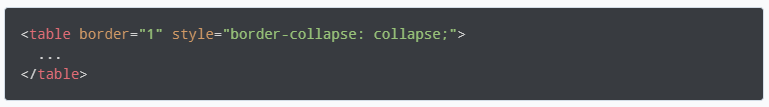 <table border="1" style="border-collapse: collapse;">
...
</table>